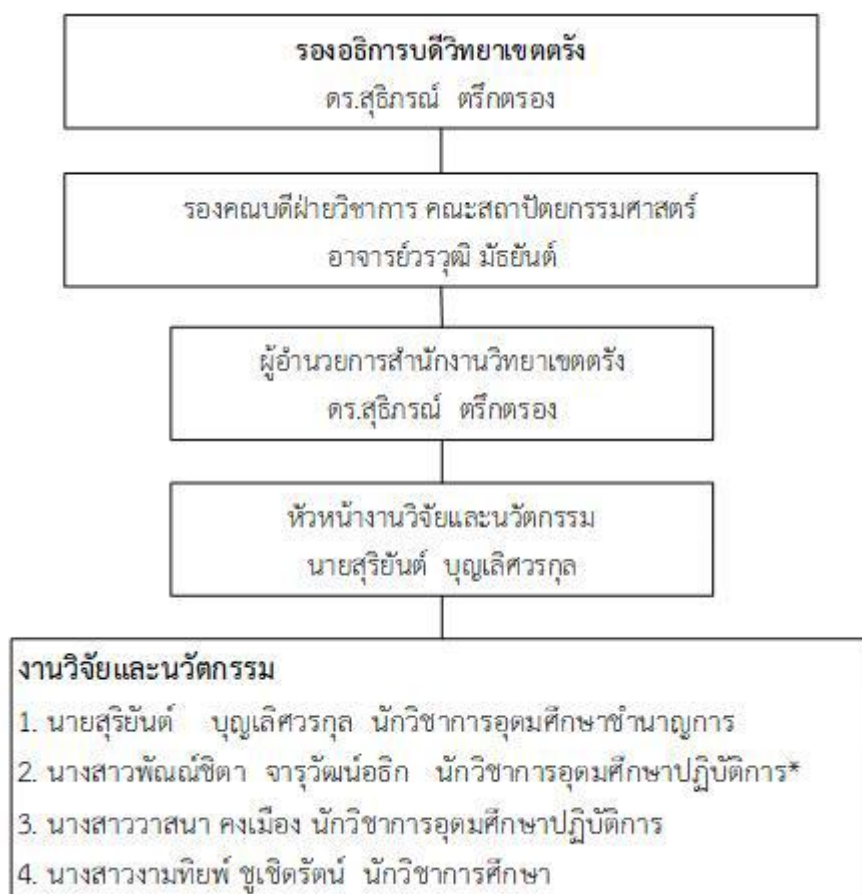 รองอธิการบดีวิทยาเขตตรัง
ดร.สุธิภรณ์ ตรึกตรอง
รองคณบดีฝ่ายวิชาการ คณะสถาปัตยกรรมศาสตร์
อาจารย์วรวุฒิ มัธยันต์
ผู้อำนวยการสำนักงานวิทยาเขตตรัง
ดร.สุธิภรณ์ ตรึกตรอง
หัวหน้างานวิจัยและนวัตกรรม
นายสุริยันต์ บุญเลิศวรกุล
งานวิจัยและนวัตกรรม
1. นายสุริยันต์ บุญเลิศวรกุล นักวิชาการอุดมศึกษาชำนาญการ
2. นางสาวพัณณ์ชิตา จารุวัฒน์อธิก นักวิชาการอุดมศึกษาปฏิบัติการ*
3. นางสาววาสนา คงเมือง นักวิชาการอุดมศึกษาปฏิบัติการ
4. นางสาวงามทิยพ์ ชูเชิดรัตน์ นักวิชาการศึกษา